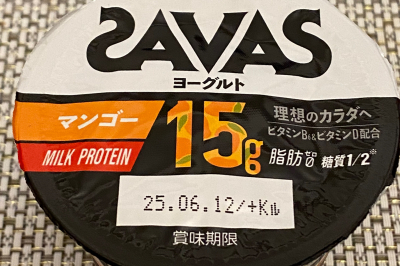 SAVAS
ヨーグルト
マンゴー
MILK PROTEIN
15g
理想のカラダへ
ビタミンB6&ビタミンD配合
脂肪ゼロ 糖質1/2※
25.06.12/+Kル
賞味期限